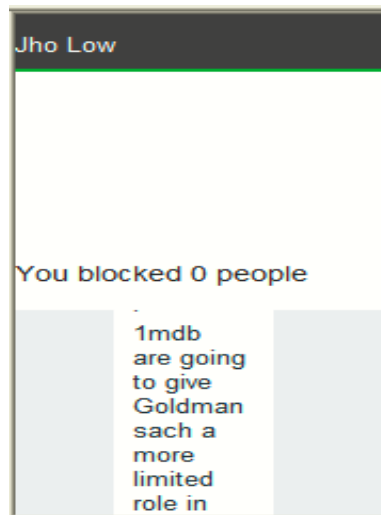 Jho Low
You blocked 0 people
1mdb
are going
to give
Goldman
sach a
more
limited
role in